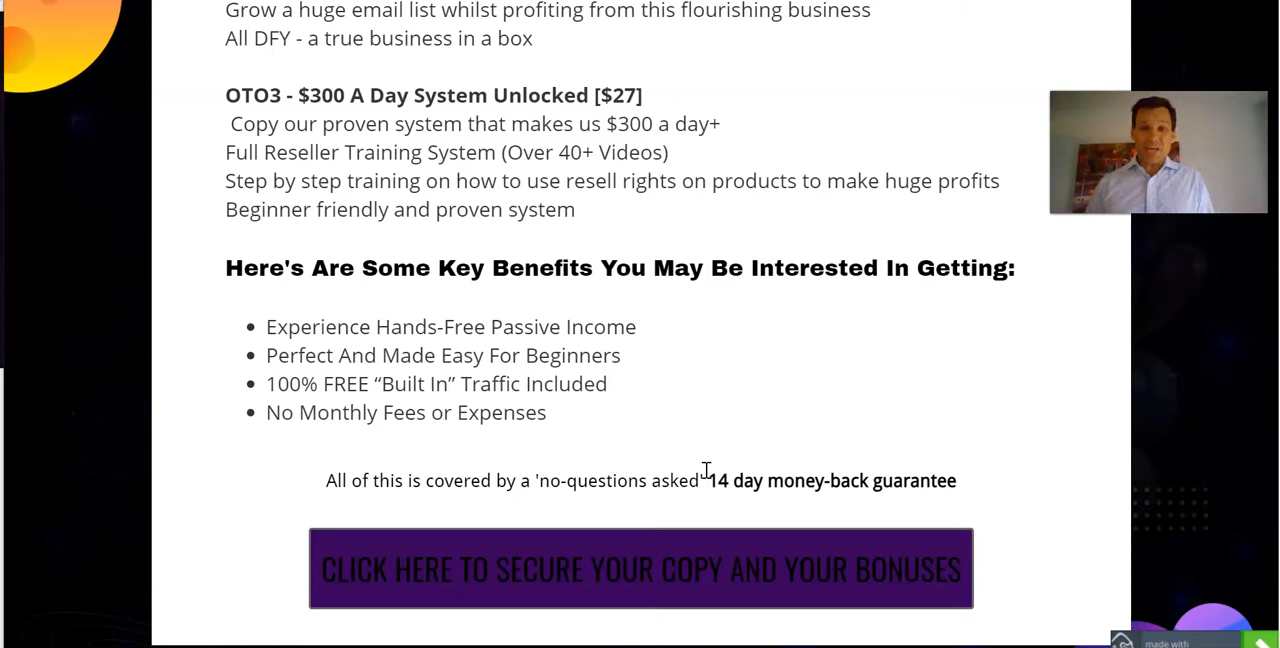 Grow a huge email list whilst profiting from this flourishing business
All DFY - a true business in a box
OTO3 - $300 A Day System Unlocked [$27]
Copy our proven system that makes us $300 a day+
Full Reseller Training System (Over 40+ Videos)
Step by step training on how to use resell rights on products to make huge profits
Beginner friendly and proven system
Here's Are Some Key Benefits You May Be Interested In Getting:
Experience Hands-Free Passive Income
Perfect And Made Easy For Beginners
100% FREE “Built In” Traffic Included
No Monthly Fees or Expenses
All of this is covered by a 'no-questions asked' 14 day money-back guarantee
CLICK HERE TO SECURE YOUR COPY AND YOUR BONUSES
made with